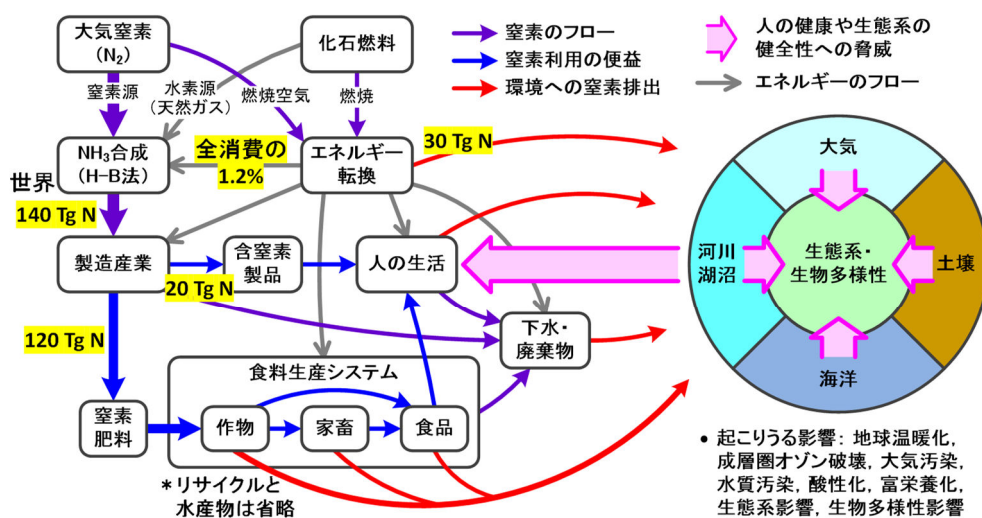 大気窒素
(N₂)
化石燃料
窒素のフロー
窒素利用の便益
環境への窒素排出
人の健康や生態系の
健全性への脅威
エネルギーのフロー
窒素源
水素源
(天然ガス)
燃焼空気
燃焼
NH₃合成
(H−B法)
全消費の
1.2%
エネルギー
転換
30 Tg N
世界
140 Tg N
製造産業
含窒素
製品
20 Tg N
人の生活
大気
河川
湖沼
生態系・
生物多様性
土壌
海洋
120 Tg N
下水・
廃棄物
食料生産システム
窒素
肥料
作物
家畜
食品
*リサイクルと
水産物は省略
• 起こりうる影響: 地球温暖化,
成層圏オゾン破壊, 大気汚染,
水質汚染, 酸性化, 富栄養化,
生態系影響, 生物多様性影響